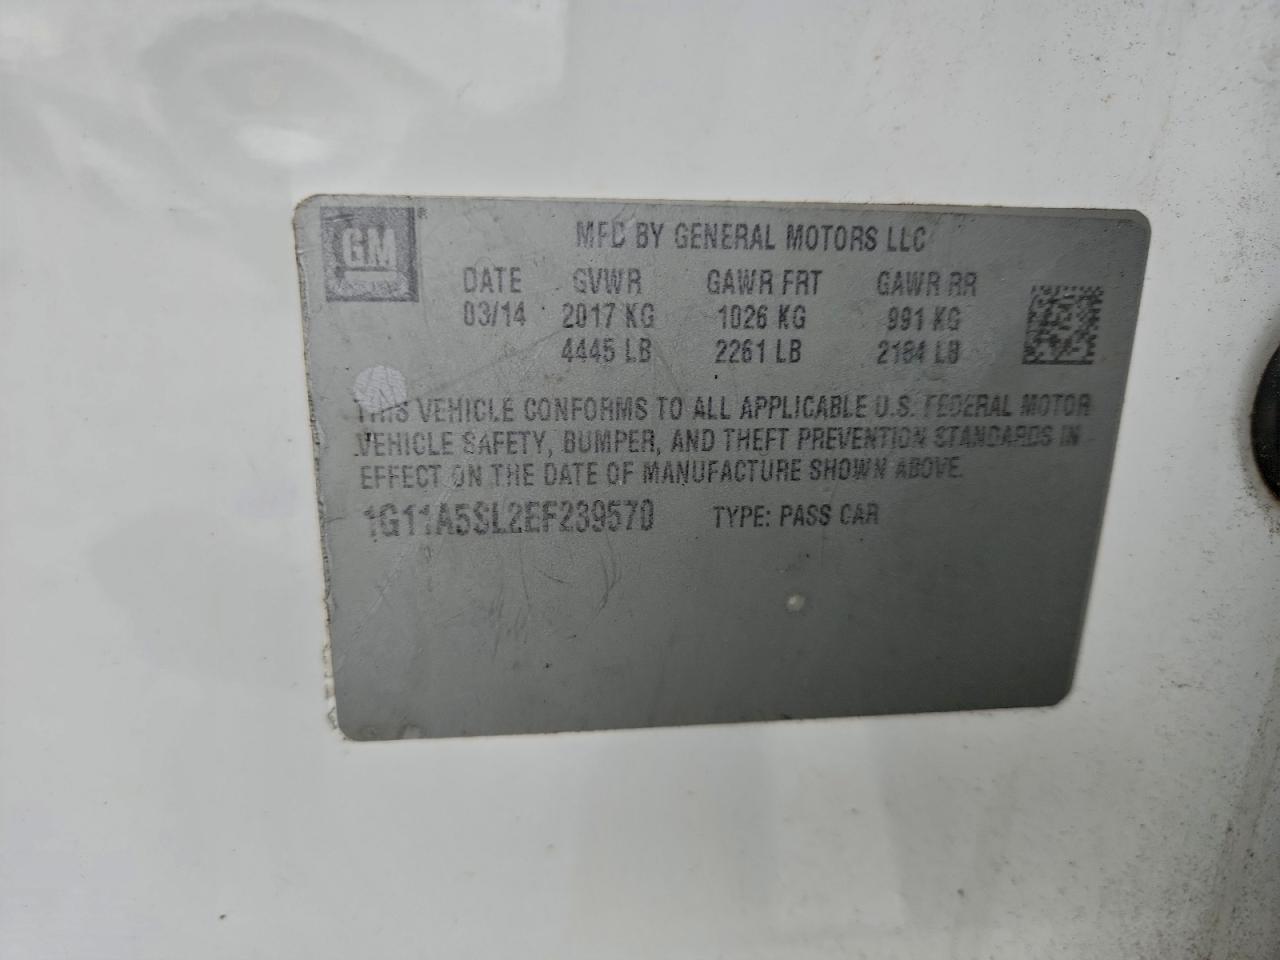 GM
MFD BY GENERAL MOTORS LLC
DATE GVWR GAWR FRT GAWR RR
03/14 2017 KG 1026 KG 991 KG
4445 LB 2261 LB 2184 LB
THIS VEHICLE CONFORMS TO ALL APPLICABLE U.S. FEDERAL MOTOR
VEHICLE SAFETY, BUMPER, AND THEFT PREVENTION STANDARDS IN
EFFECT ON THE DATE OF MANUFACTURE SHOWN ABOVE.
1G11A5SL2EF239570 TYPE: PASS CAR